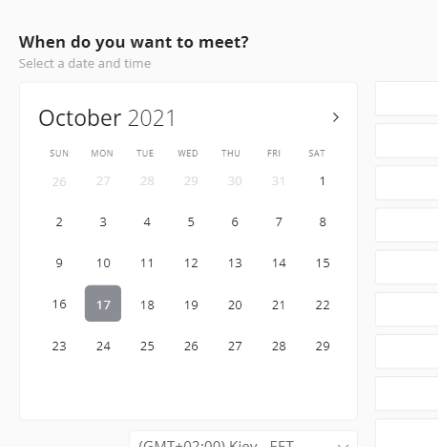 When do you want to meet?
Select a date and time
October 2021
SUN MON TUE WED THU FRI SAT
26 27 28 29 30 31 1
2 3 4 5 6 7 8
9 10 11 12 13 14 15
16 17 18 19 20 21 22
23 24 25 26 27 28 29
(GMT+02:00) Kiev - EET